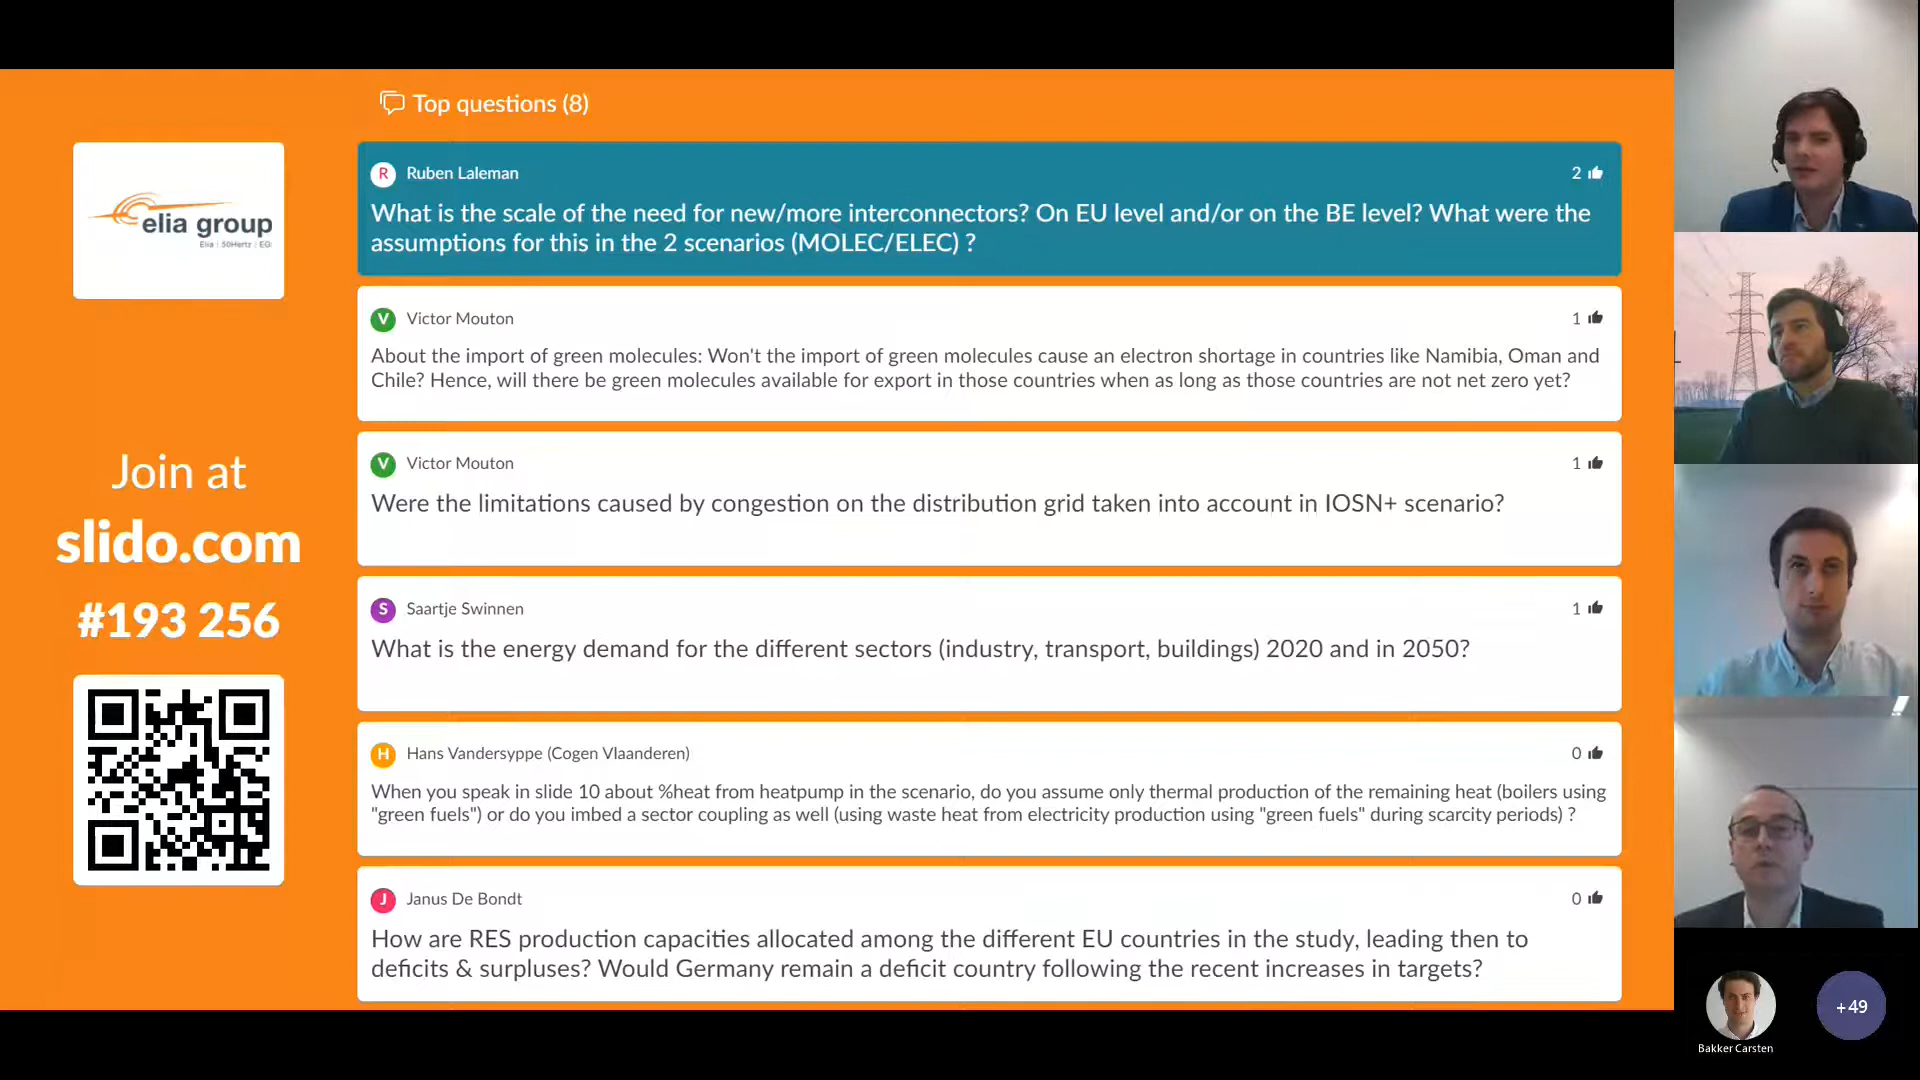 Top questions (8)
elia group
Elia | 50Hertz | EGI
Join at
slido.com
#193 256
R Ruben Laleman 2
What is the scale of the need for new/more interconnectors? On EU level and/or on the BE level? What were the
assumptions for this in the 2 scenarios (MOLEC/ELEC) ?
V Victor Mouton 1
About the import of green molecules: Won't the import of green molecules cause an electron shortage in countries like Namibia, Oman and
Chile? Hence, will there be green molecules available for export in those countries when as long as those countries are not net zero yet?
V Victor Mouton 1
Were the limitations caused by congestion on the distribution grid taken into account in IOSN+ scenario?
S Saartje Swinnen 1
What is the energy demand for the different sectors (industry, transport, buildings) 2020 and in 2050?
H Hans Vandersyppe (Cogen Vlaanderen) 0
When you speak in slide 10 about %heat from heatpump in the scenario, do you assume only thermal production of the remaining heat (boilers using
"green fuels") or do you imbed a sector coupling as well (using waste heat from electricity production using "green fuels" during scarcity periods) ?
J Janus De Bondt 0
How are RES production capacities allocated among the different EU countries in the study, leading then to
deficits & surpluses? Would Germany remain a deficit country following the recent increases in targets?
+49
Bakker Carsten